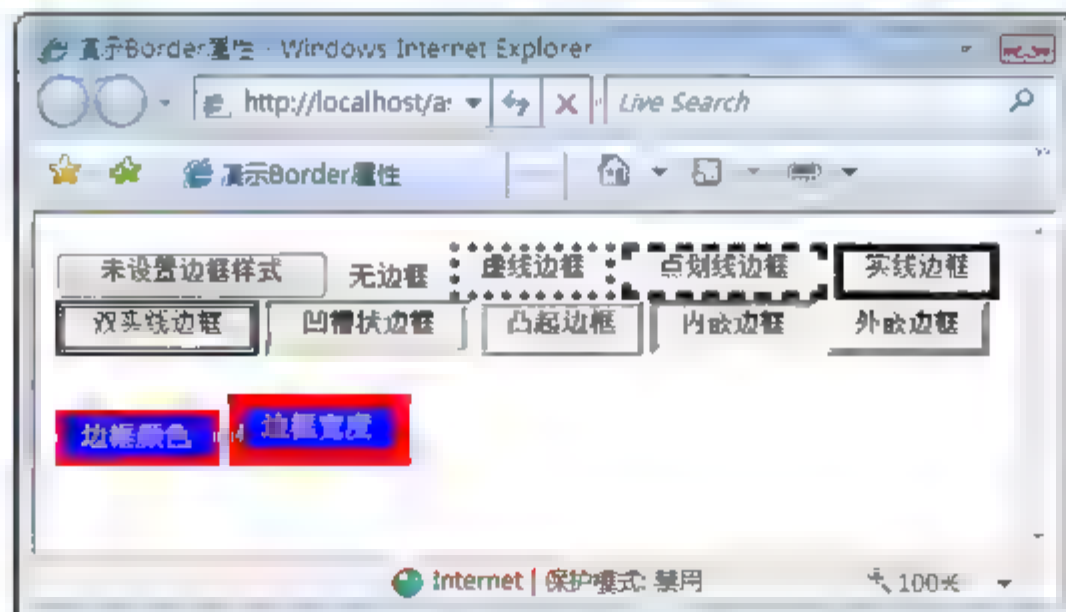 演示Border属性 - Windows Internet Explorer
http://localhost/a
Live Search
演示Border属性
未设置边框样式 无边框 虚线边框 点划线边框 实线边框
双实线边框 凹槽状边框 凸起边框 内嵌边框 外嵌边框
边框颜色 边框宽度
Internet | 保护模式: 禁用 100%